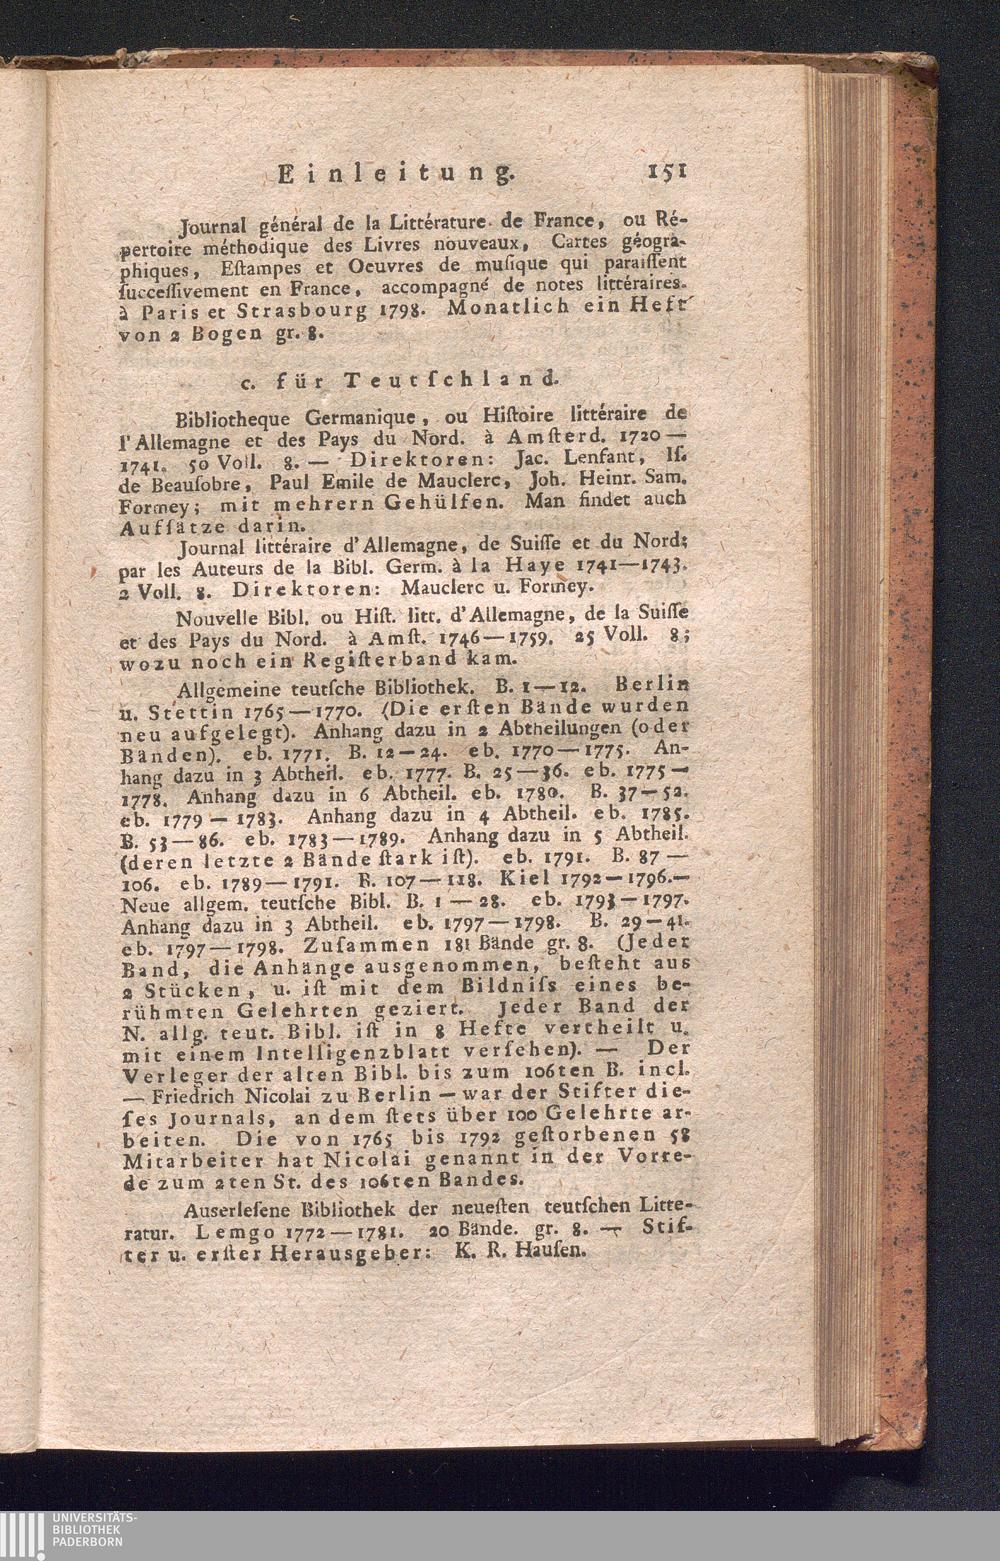 Einleitung. 151
Journal général de la Littérature de France, ou Ré-
pertoire méthodique des Livres nouveaux, Cartes géogra-
phiques, Eſtampes et Oeuvres de muſique qui paraiſſent
ſucceſſivement en France, accompagné de notes littéraires.
à Paris et Strasbourg 1798. Monatlich ein Heft
von 2 Bogen gr. 8.
c. für Teutſchland.
Bibliotheque Germanique, ou Hiſtoire littéraire de
l'Allemagne et des Pays du Nord. à Amſterd. 1720—
1741. 50 Voll. 8. — Direktoren: Jac. Lenfant, Iſ.
de Beauſobre, Paul Emile de Mauclerc, Joh. Heinr. Sam.
Formey; mit mehrern Gehülfen. Man findet auch
Aufſätze darin.
Journal littéraire d'Allemagne, de Suiſſe et du Nord;
par les Auteurs de la Bibl. Germ. à la Haye 1741—1743.
2 Voll. 8. Direktoren: Mauclerc u. Formey.
Nouvelle Bibl. ou Hiſt. litt. d'Allemagne, de la Suiſſe
et des Pays du Nord. à Amſt. 1746—1759. 25 Voll. 8;
wozu noch ein Regiſterband kam.
Allgemeine teutſche Bibliothek. B. 1—12. Berlin
u. Stettin 1765—1770. (Die erſten Bände wurden
neu aufgelegt). Anhang dazu in 2 Abtheilungen (oder
Bänden). eb. 1771. B. 12—24. eb. 1770—1775. An-
hang dazu in 3 Abtheil. eb. 1777. B. 25—36. eb. 1775—
1778. Anhang dazu in 6 Abtheil. eb. 1780. B. 37—52.
eb. 1779—1783. Anhang dazu in 4 Abtheil. eb. 1785.
B. 53—86. eb. 1783—1789. Anhang dazu in 5 Abtheil.
(deren letzte 2 Bände ſtark iſt). eb. 1791. B. 87—
106. eb. 1789—1791. B. 107—118. Kiel 1792—1796.—
Neue allgem. teutſche Bibl. B. 1—28. eb. 1793—1797.
Anhang dazu in 3 Abtheil. eb. 1797—1798. B. 29—41.
eb. 1797—1798. Zuſammen 181 Bände gr. 8. (Jeder
Band, die Anhänge ausgenommen, beſteht aus
2 Stücken, u. iſt mit dem Bildniſs eines be-
rühmten Gelehrten geziert. Jeder Band der
N. allg. teut. Bibl. iſt in 8 Hefte vertheilt u.
mit einem Intelligenzblatt verſehen). — Der
Verleger der alten Bibl. bis zum 106ten B. incl.
— Friedrich Nicolai zu Berlin — war der Stifter die-
ſes Journals, an dem ſtets über 100 Gelehrte ar-
beiten. Die von 1765 bis 1792 geſtorbenen 58
Mitarbeiter hat Nicolai genannt in der Vorre-
de zum 2ten St. des 106ten Bandes.
Auserleſene Bibliothek der neueſten teutſchen Litte-
ratur. Lemgo 1772—1781. 20 Bände. gr. 8. — Stif-
ter u. erſter Herausgeber: K. R. Hauſen.
UNIVERSITÄTS-
BIBLIOTHEK
PADERBORN